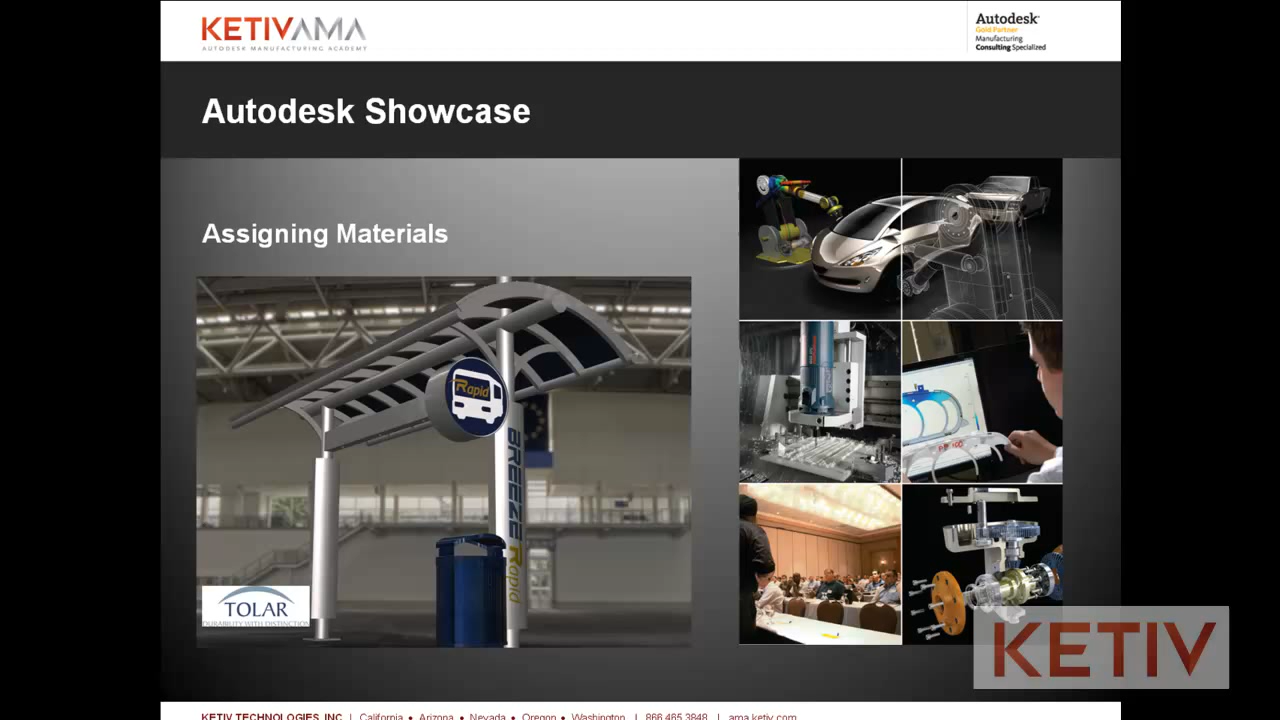 KETIVAMA
AUTODESK MANUFACTURING ACADEMY
Autodesk
Gold Partner
Manufacturing
Consulting Specialized
Autodesk Showcase
Assigning Materials
Rapid
BREEZE Rapid
TOLAR
DURABILITY WITH DISTINCTION
KETIV
KETIV TECHNOLOGIES, INC. | California • Arizona • Nevada • Oregon • Washington | 866.465.3848 | ama.ketiv.com